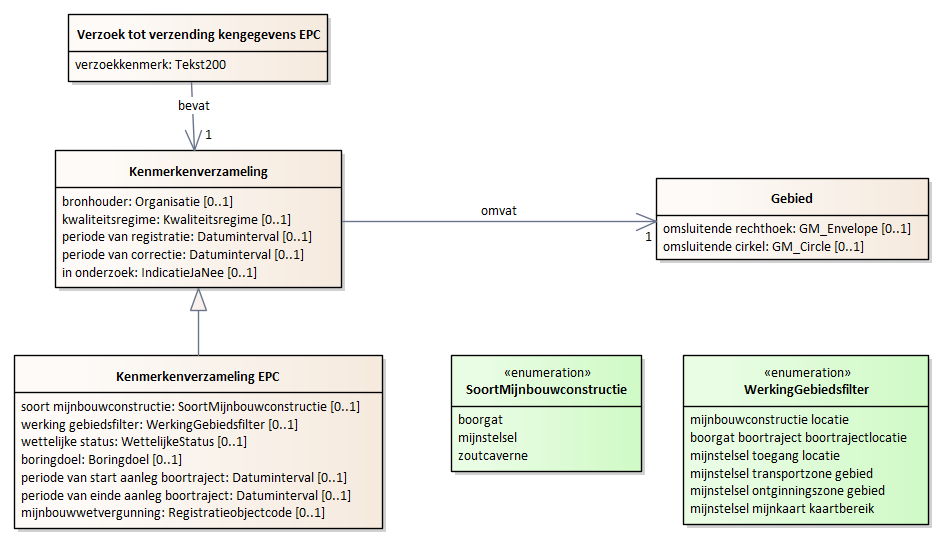 Verzoek tot verzending kengegevens EPC
verzoekkenmerk: Tekst200
bevat
1
Kenmerkenverzameling
bronhouder: Organisatie [0..1]
kwaliteitsregime: Kwaliteitsregime [0..1]
periode van registratie: Datuminterval [0..1]
periode van correctie: Datuminterval [0..1]
in onderzoek: IndicatieJaNee [0..1]
omvat
1
Gebied
omsluitende rechthoek: GM_Envelope [0..1]
omsluitende cirkel: GM_Circle [0..1]
Kenmerkenverzameling EPC
soort mijnbouwconstructie: SoortMijnbouwconstructie [0..1]
werking gebiedsfilter: WerkingGebiedsfilter [0..1]
wettelijke status: WettelijkeStatus [0..1]
boringdoel: Boringdoel [0..1]
periode van start aanleg boortraject: Datuminterval [0..1]
periode van einde aanleg boortraject: Datuminterval [0..1]
mijnbouwwetvergunning: Registratieobjectcode [0..1]
«enumeration»
SoortMijnbouwconstructie
boorgat
mijnstelsel
zoutcaverne
«enumeration»
WerkingGebiedsfilter
mijnbouwconstructie locatie
boorgat boortraject boortrajectlocatie
mijnstelsel toegang locatie
mijnstelsel transportzone gebied
mijnstelsel ontginningszone gebied
mijnstelsel mijnkaart kaartbereik